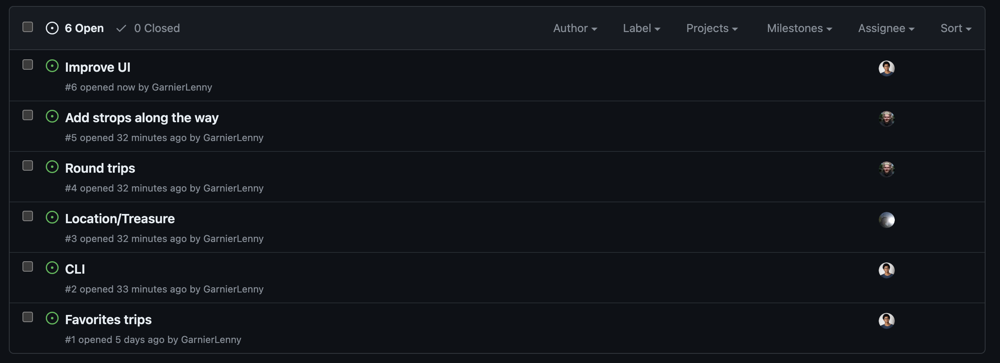 6 Open 0 Closed Author Label Projects Milestones Assignee Sort
Improve UI
#6 opened now by GarnierLenny
Add strops along the way
#5 opened 32 minutes ago by GarnierLenny
Round trips
#4 opened 32 minutes ago by GarnierLenny
Location/Treasure
#3 opened 32 minutes ago by GarnierLenny
CLI
#2 opened 33 minutes ago by GarnierLenny
Favorites trips
#1 opened 5 days ago by GarnierLenny